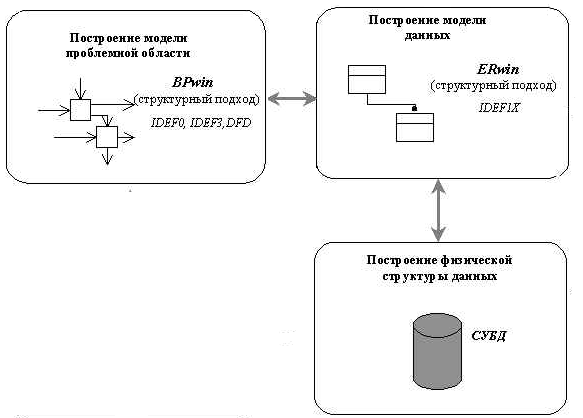 Построение модели
проблемной области
BPwin
(структурный подход)
IDEF0, IDEF3, DFD
Построение модели
данных
ERwin
(структурный подход)
IDEF1X
Построение физической
структуры данных
СУБД